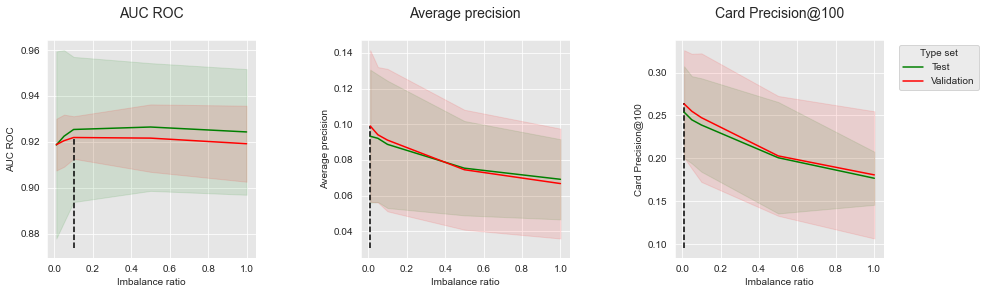 AUC ROC
AUC ROC
0.96
0.94
0.92
0.90
0.88
0.0 0.2 0.4 0.6 0.8 1.0
Imbalance ratio
Average precision
Average precision
0.14
0.12
0.10
0.08
0.06
0.04
0.0 0.2 0.4 0.6 0.8 1.0
Imbalance ratio
Card Precision@100
Card Precision@100
0.30
0.25
0.20
0.15
0.10
0.0 0.2 0.4 0.6 0.8 1.0
Imbalance ratio
Type set
Test
Validation